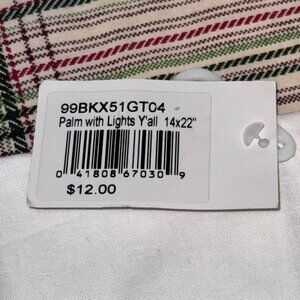 99BKX51GT04
Palm with Lights Y'all 14x22"
0 41808 67030 9
$12.00